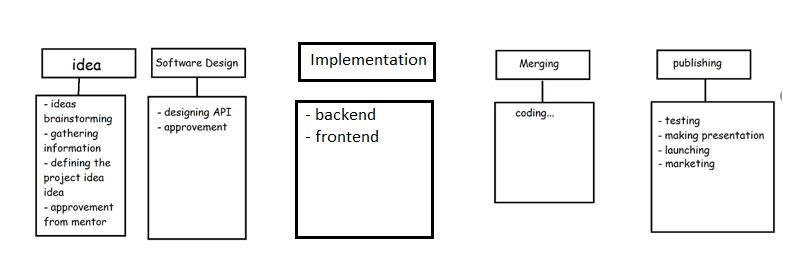 idea
- ideas
brainstorming
- gathering
information
- defining the
project idea
idea
- approvement
from mentor
Software Design
- designing API
- approvement
Implementation
- backend
- frontend
Merging
coding...
publishing
- testing
- making presentation
- launching
- marketing